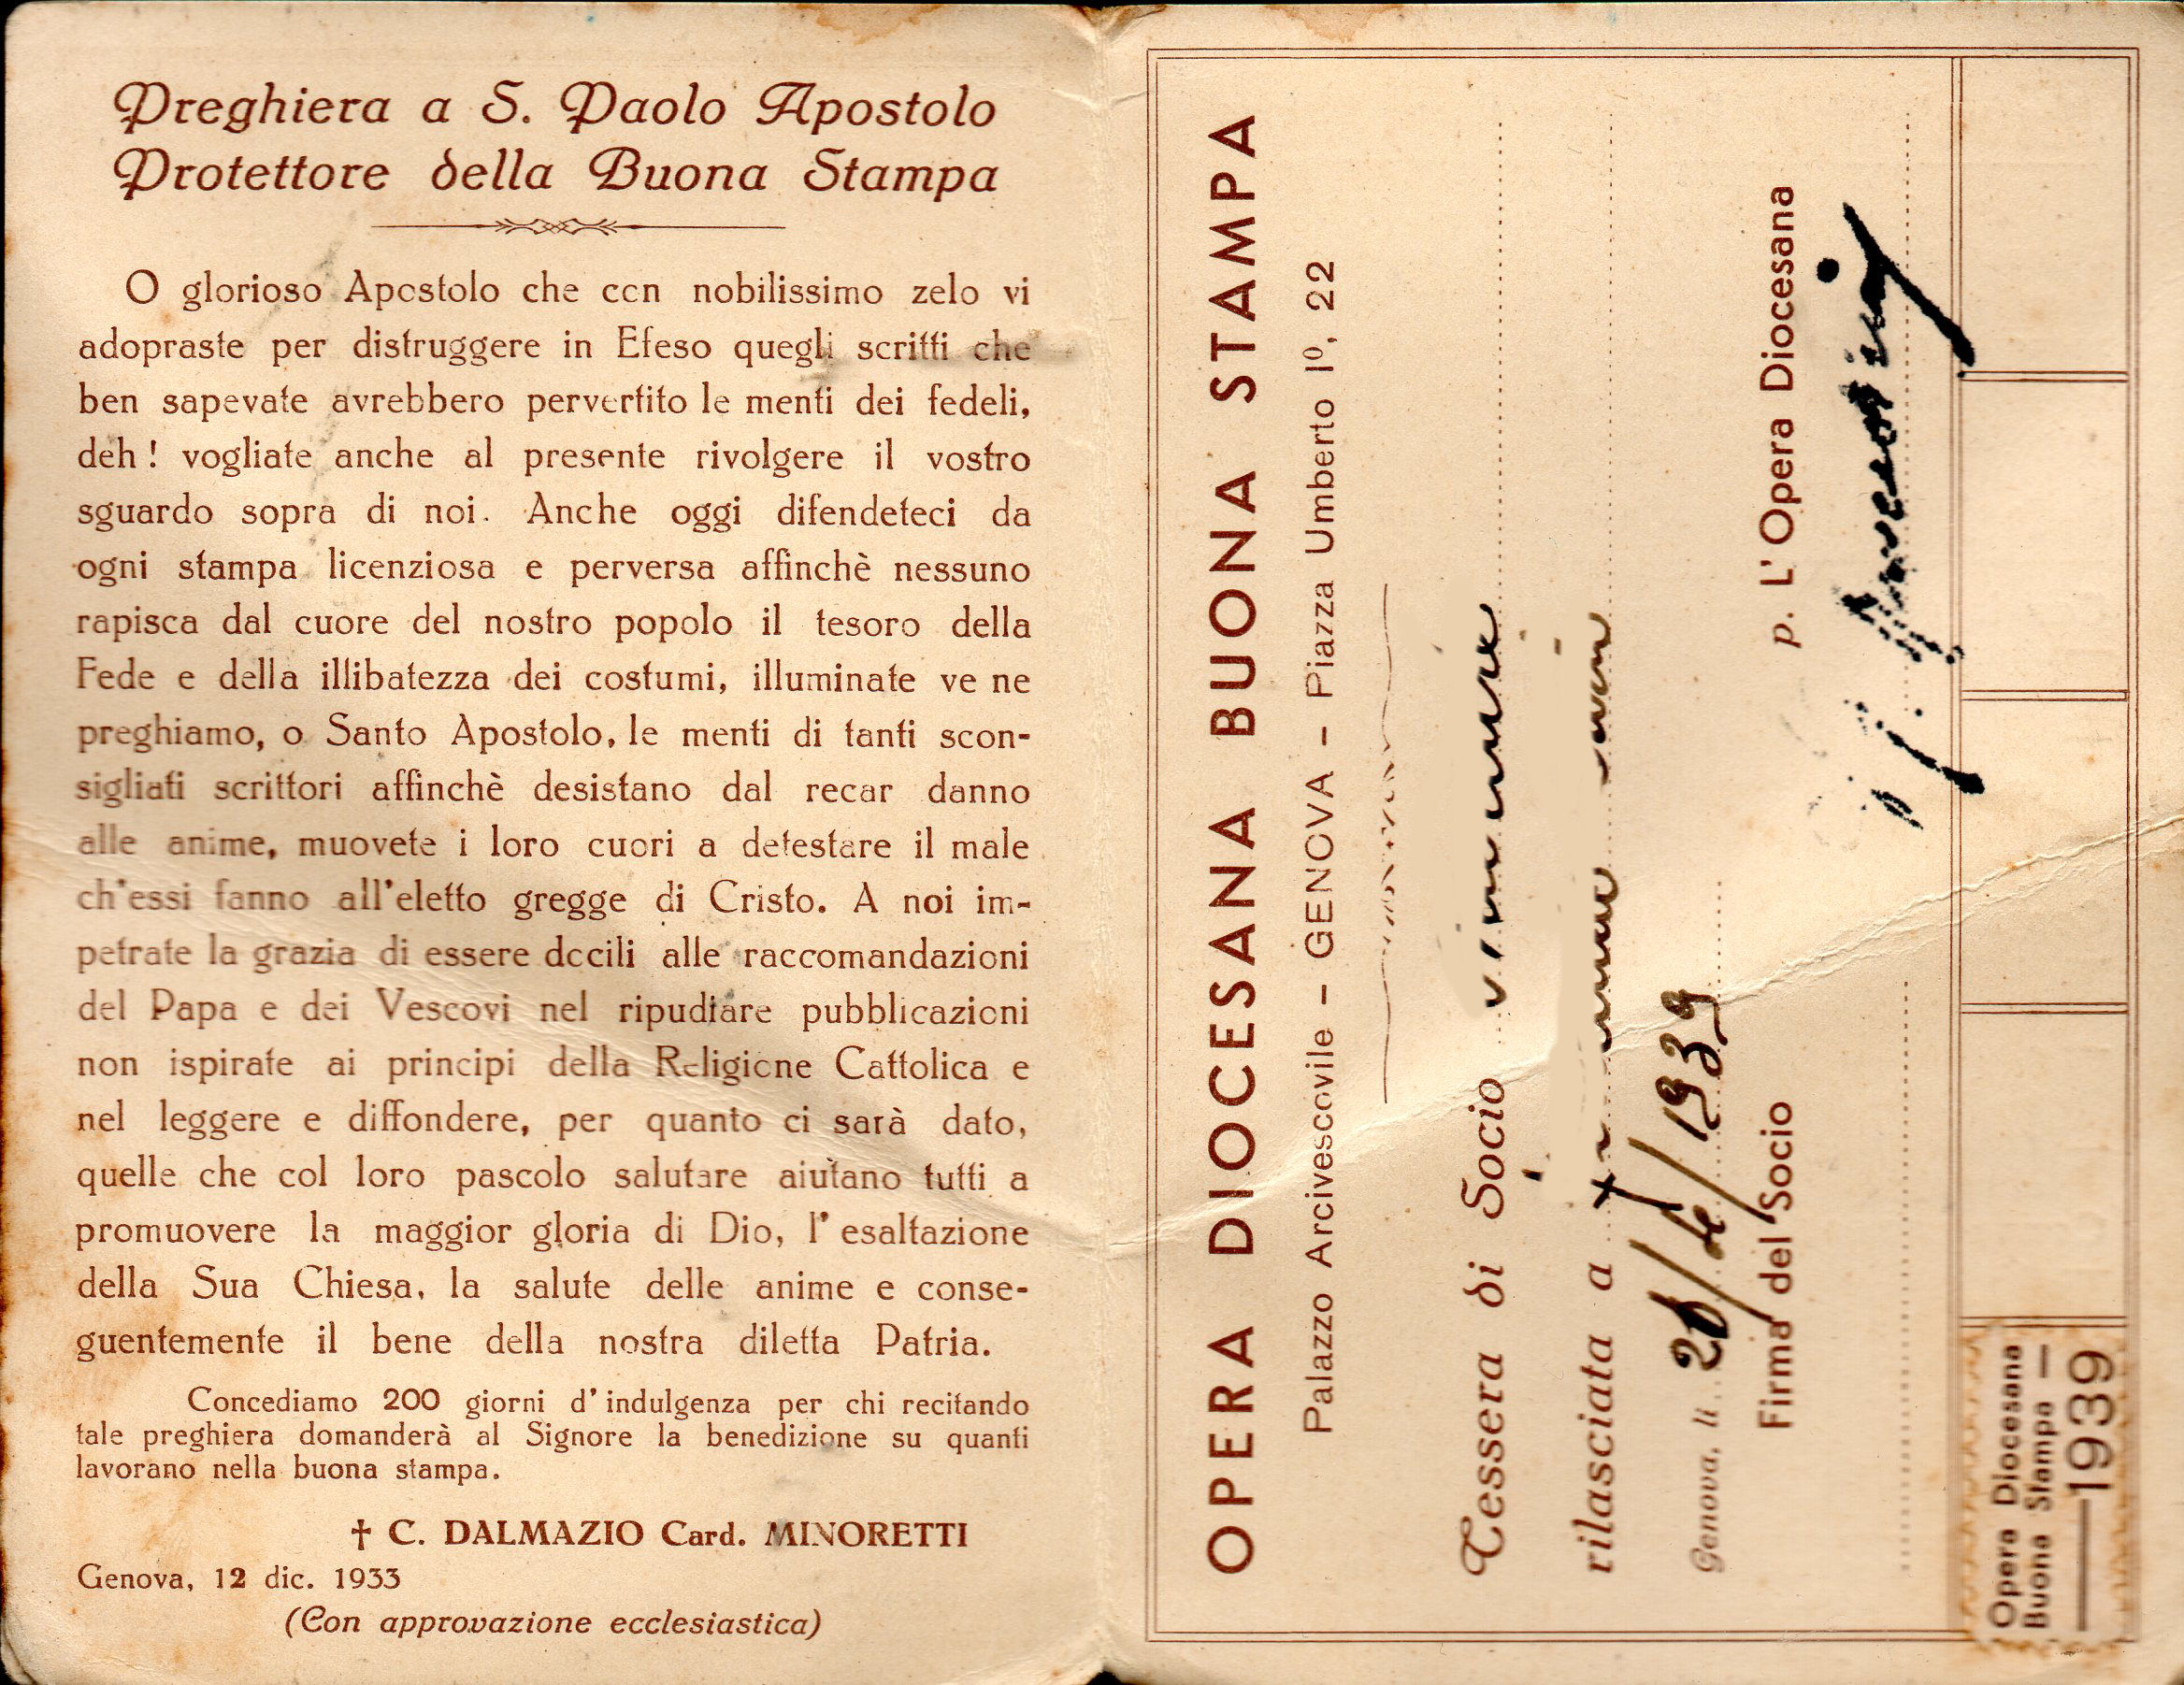 Preghiera a S. Paolo Apostolo
Protettore della Buona Stampa
O glorioso Apostolo che con nobilissimo zelo vi
adopraste per distruggere in Efeso quegli scritti che
ben sapevate avrebbero pervertito le menti dei fedeli,
deh! vogliate anche al presente rivolgere il vostro
sguardo sopra di noi. Anche oggi difendeteci da
ogni stampa licenziosa e perversa affinchè nessuno
rapisca dal cuore del nostro popolo il tesoro della
Fede e della illibatezza dei costumi, illuminate ve ne
preghiamo, o Santo Apostolo, le menti di tanti scon-
sigliati scrittori affinchè desistano dal recar danno
alle anime, muovete i loro cuori a detestare il male
ch'essi fanno all'eletto gregge di Cristo. A noi im-
petrate la grazia di essere docili alle raccomandazioni
del Papa e dei Vescovi nel ripudiare pubblicazioni
non ispirate ai principi della Religione Cattolica e
nel leggere e diffondere, per quanto ci sarà dato,
quelle che col loro pascolo salutare aiutano tutti a
promuovere la maggior gloria di Dio, l'esaltazione
della Sua Chiesa, la salute delle anime e conse-
guentemente il bene della nostra diletta Patria.
Concediamo 200 giorni d'indulgenza per chi recitando
tale preghiera domanderà al Signore la benedizione su quanti
lavorano nella buona stampa.
† C. DALMAZIO Card. MINORETTI
Genova, 12 dic. 1933
(Con approvazione ecclesiastica)
OPERA DIOCESANA BUONA STAMPA
Palazzo Arcivescovile - GENOVA - Piazza Umberto I°, 22
Tessera di Socio
rilasciata a
Genova, li 26/4/1939
Firma del Socio
p. L'Opera Diocesana
Opera Diocesana
Buona Stampa —
—1939